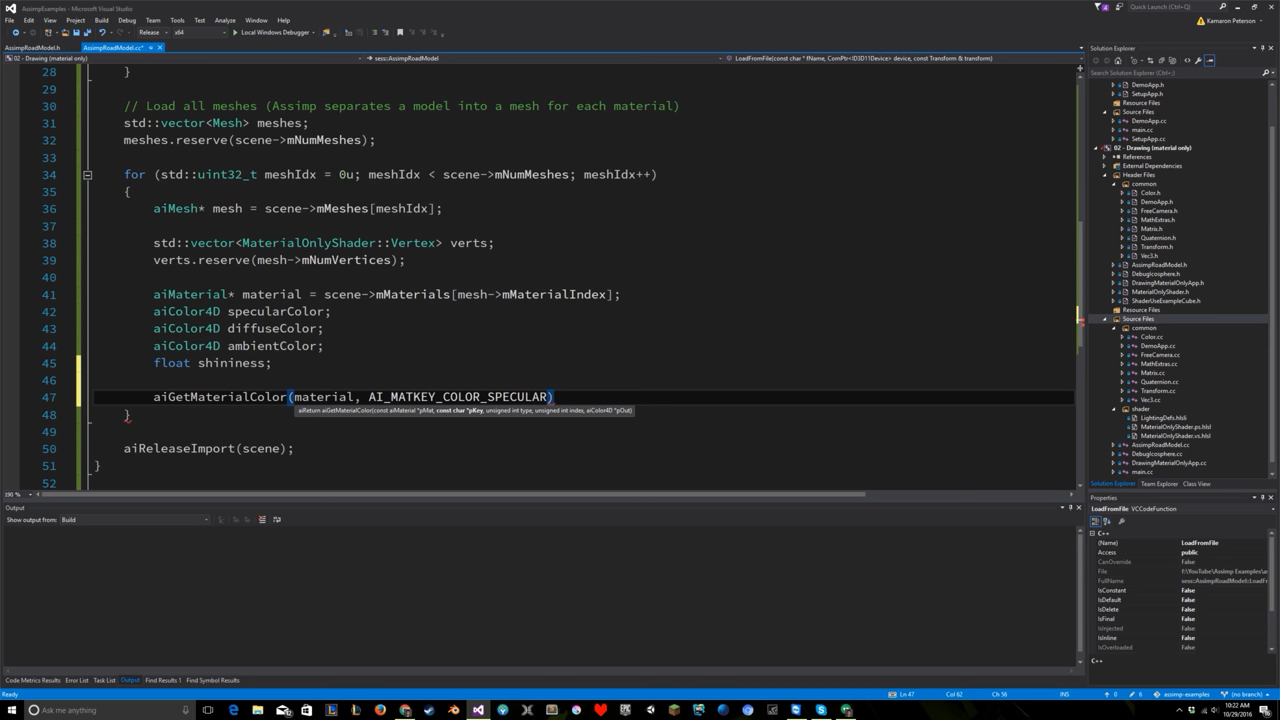 AssimpExamples - Microsoft Visual Studio
Quick Launch (Ctrl+Q)
File Edit View Project Build Debug Team Tools Test Analyze Window Help
Kamaron Peterson
Release x64 Local Windows Debugger
AssimpRoadModel.h AssimpRoadModel.cc*
02 - Drawing (material only) sess::AssimpRoadModel LoadFromFile(const char * fName, ComPtr<ID3D11Device> device, const Transform & transform)
28 }
29
30 // Load all meshes (Assimp separates a model into a mesh for each material)
31 std::vector<Mesh> meshes;
32 meshes.reserve(scene->mNumMeshes);
33
34 for (std::uint32_t meshIdx = 0u; meshIdx < scene->mNumMeshes; meshIdx++)
35 {
36 aiMesh* mesh = scene->mMeshes[meshIdx];
37
38 std::vector<MaterialOnlyShader::Vertex> verts;
39 verts.reserve(mesh->mNumVertices);
40
41 aiMaterial* material = scene->mMaterials[mesh->mMaterialIndex];
42 aiColor4D specularColor;
43 aiColor4D diffuseColor;
44 aiColor4D ambientColor;
45 float shininess;
46
47 aiGetMaterialColor(material, AI_MATKEY_COLOR_SPECULAR)
aiReturn aiGetMaterialColor(const aiMaterial *pMat, const char *pKey, unsigned int type, unsigned int index, aiColor4D *pOut)
48 }
49
50 aiReleaseImport(scene);
51 }
52
190 %
Solution Explorer
Search Solution Explorer (Ctrl+;)
DemoApp.h
SetupApp.h
Resource Files
Source Files
DemoApp.cc
main.cc
SetupApp.cc
02 - Drawing (material only)
References
External Dependencies
Header Files
common
Color.h
DemoApp.h
FreeCamera.h
MathExtras.h
Matrix.h
Quaternion.h
Transform.h
Vec3.h
AssimpRoadModel.h
DebugIcosphere.h
DrawingMaterialOnlyApp.h
MaterialOnlyShader.h
ShaderUseExampleCube.h
Resource Files
Source Files
common
Color.cc
DemoApp.cc
FreeCamera.cc
MathExtras.cc
Matrix.cc
Quaternion.cc
Transform.cc
Vec3.cc
shader
LightingDefs.hlsli
MaterialOnlyShader.ps.hlsl
MaterialOnlyShader.vs.hlsl
AssimpRoadModel.cc
DebugIcosphere.cc
DrawingMaterialOnlyApp.cc
main.cc
Solution Explorer Team Explorer Class View
Properties
LoadFromFile VCCodeFunction
C++
(Name) LoadFromFile
Access public
CanOverride False
File f:\YouTube\Assimp Examples\
FullName sess::AssimpRoadModel::LoadF
IsConstant False
IsDefault False
IsDelete False
IsFinal False
IsInjected False
IsInline False
IsOverloaded False
C++
Output
Show output from: Build
Code Metrics Results Error List Task List Output Find Results 1 Find Symbol Results
Ready Ln 47 Col 62 Ch 56 INS 0 6 assimp-examples (no branch)
Ask me anything
10:22 AM
10/29/2016